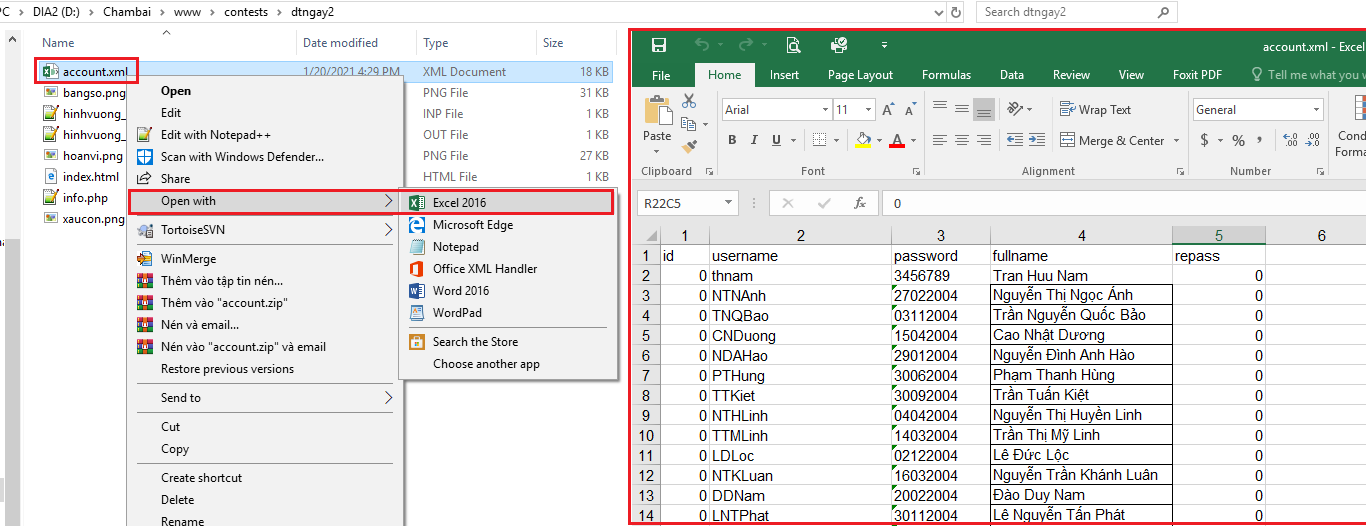 PC > DIA2 (D:) > Chambai > www > contests > dtngay2
Search dtngay2
Name Date modified Type Size
account.xml 1/20/2021 4:29 PM XML Document 18 KB
bangso.png PNG File 31 KB
hinhvuong_ INP File 1 KB
hinhvuong_ OUT File 1 KB
hoanvi.png PNG File 27 KB
index.html HTML File 1 KB
info.php
xaucon.png
Open
Edit
Edit with Notepad++
Scan with Windows Defender...
Share
Open with
TortoiseSVN
WinMerge
Thêm vào tập tin nén...
Thêm vào "account.zip"
Nén và email...
Nén vào "account.zip" và email
Restore previous versions
Send to
Cut
Copy
Create shortcut
Delete
Rename
Excel 2016
Microsoft Edge
Notepad
Office XML Handler
Word 2016
WordPad
Search the Store
Choose another app
account.xml - Excel
File Home Insert Page Layout Formulas Data Review View Foxit PDF Tell me what you w
Paste
Arial 11
B I U
Wrap Text
Merge & Center
General
$ % ,
Cond
Forma
Clipboard Font Alignment Number
R22C5 fx 0
1 2 3 4 5 6
1 id username password fullname repass
2 0 thnam 3456789 Tran Huu Nam 0
3 0 NTNAnh 27022004 Nguyễn Thị Ngọc Ánh 0
4 0 TNQBao 03112004 Trần Nguyễn Quốc Bảo 0
5 0 CNDuong 15042004 Cao Nhật Dương 0
6 0 NDAHao 29012004 Nguyễn Đình Anh Hào 0
7 0 PTHung 30062004 Phạm Thanh Hùng 0
8 0 TTKiet 30092004 Trần Tuấn Kiệt 0
9 0 NTHLinh 04042004 Nguyễn Thị Huyền Linh 0
10 0 TTMLinh 14032004 Trần Thị Mỹ Linh 0
11 0 LDLoc 02122004 Lê Đức Lộc 0
12 0 NTKLuan 16032004 Nguyễn Trần Khánh Luân 0
13 0 DDNam 20022004 Đào Duy Nam 0
14 0 LNTPhat 30112004 Lê Nguyễn Tấn Phát 0